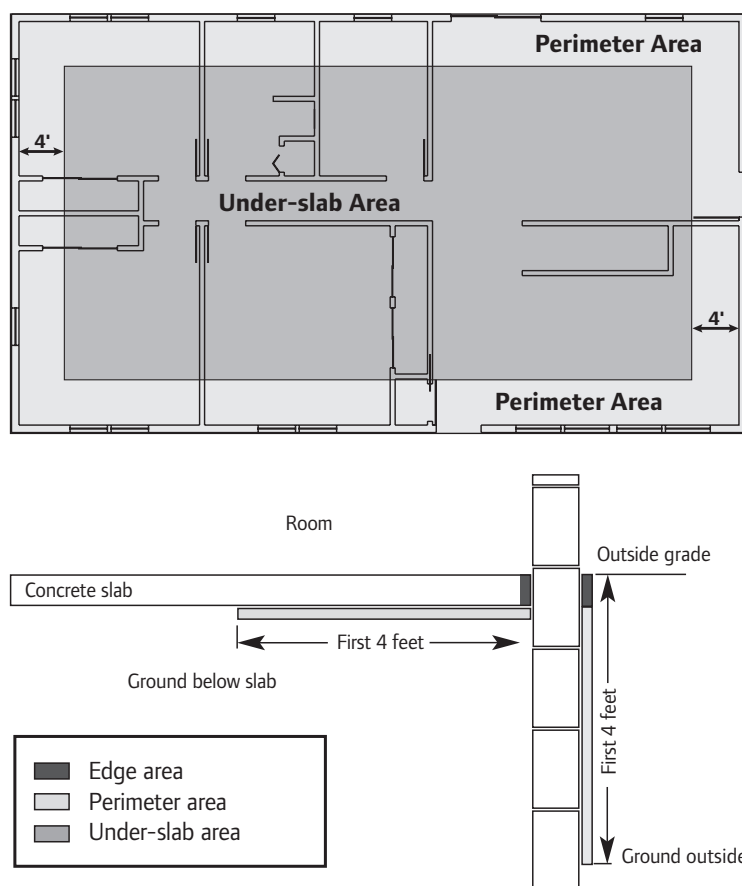 Perimeter Area
4'
Under-slab Area
4'
Perimeter Area
Room
Outside grade
Concrete slab
First 4 feet
Ground below slab
First 4 feet
Edge area
Perimeter area
Under-slab area
Ground outside